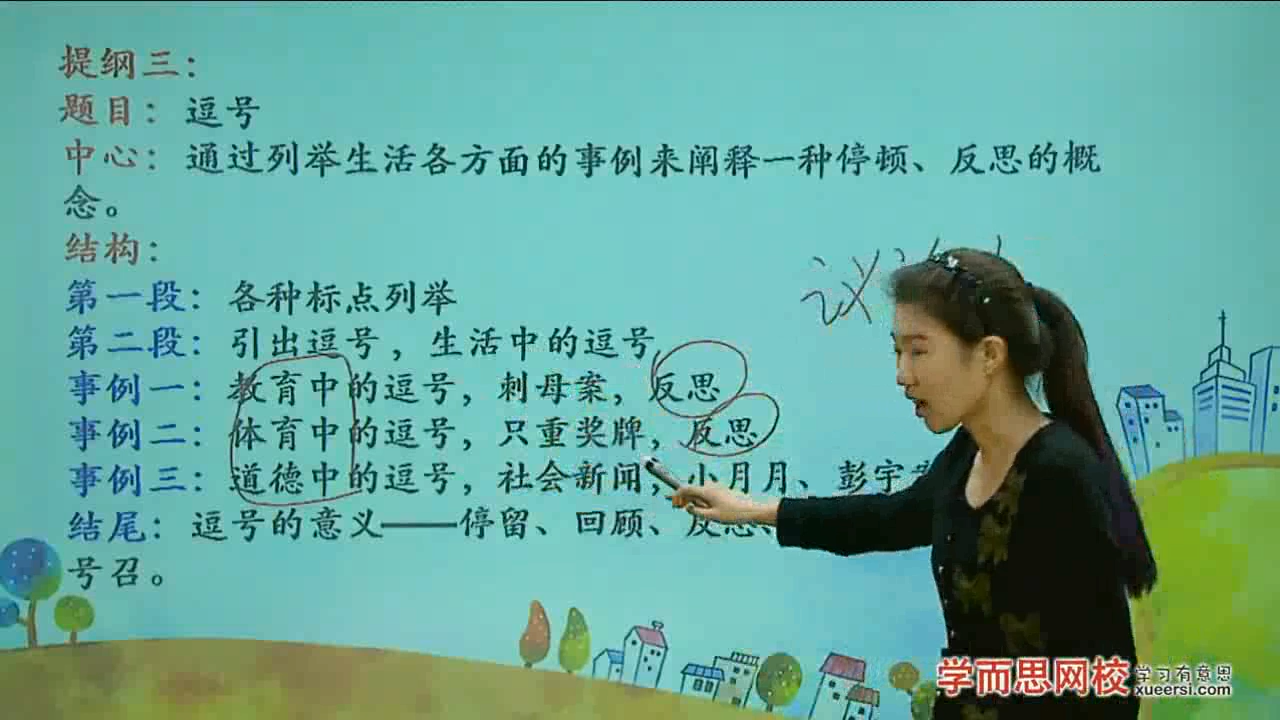 提纲三：
题目：逗号
中心：通过列举生活各方面的事例来阐释一种停顿、反思的概
念。
结构：
第一段：各种标点列举
第二段：引出逗号，生活中的逗号
议
事例一：教育中的逗号，刺母案，反思
事例二：体育中的逗号，只重奖牌，反思
事例三：道德中的逗号，社会新闻，小月月、彭宇
结尾：逗号的意义——停留、回顾、反思、
号召。
学而思网校 学习有意思
xueersi.com